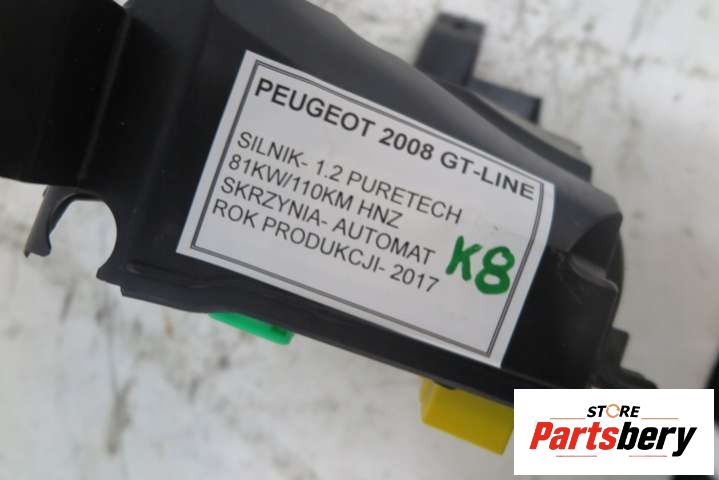 PEUGEOT 2008 GT-LINE
SILNIK- 1.2 PURETECH
81KW/110KM HNZ
SKRZYNIA- AUTOMAT
ROK PRODUKCJI- 2017
K8
STORE
Partsbery